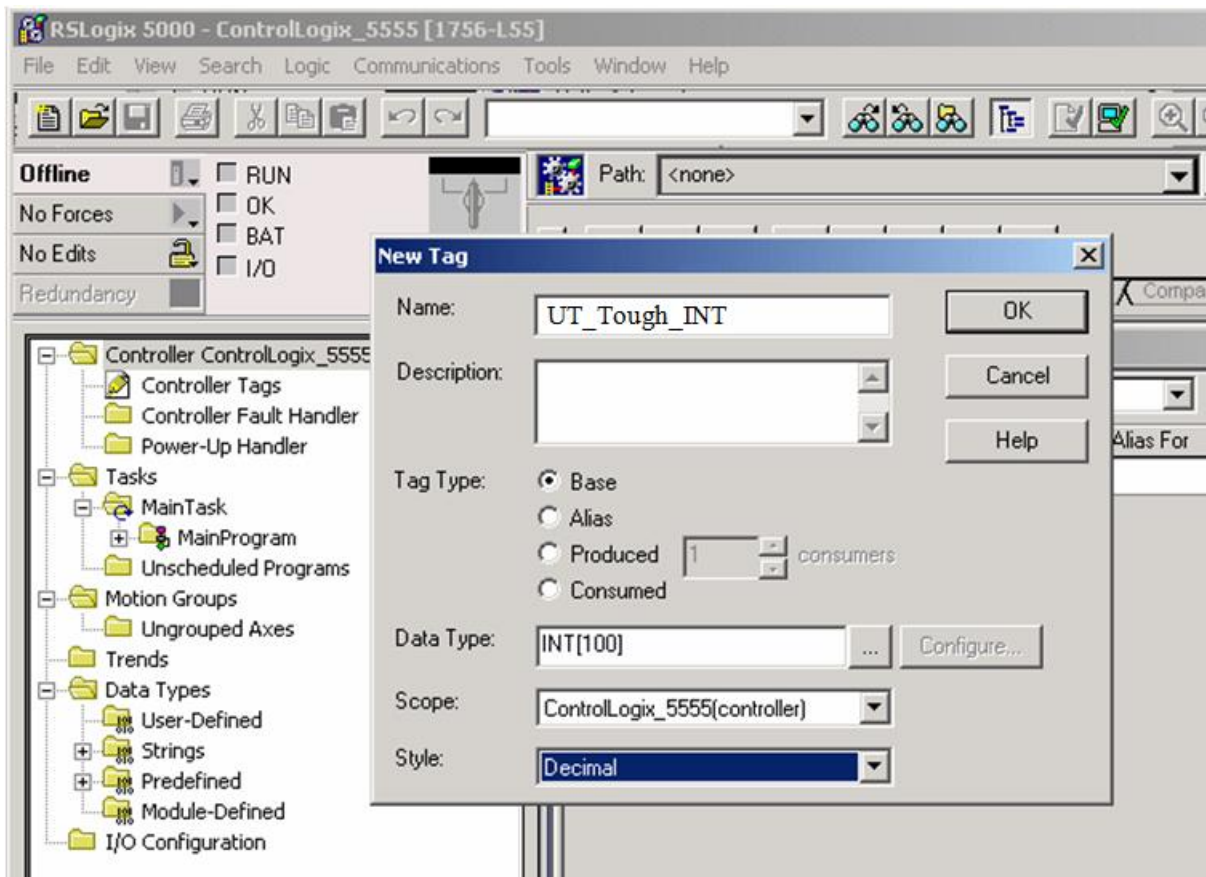 RSLogix 5000 - ControlLogix_5555 [1756-L55]
File Edit View Search Logic Communications Tools Window Help
Offline
RUN
No Forces
OK
No Edits
BAT
Redundancy
I/O
Path: <none>
Controller ControlLogix_5555
Controller Tags
Controller Fault Handler
Power-Up Handler
Tasks
MainTask
MainProgram
Unscheduled Programs
Motion Groups
Ungrouped Axes
Trends
Data Types
User-Defined
Strings
Predefined
Module-Defined
I/O Configuration
New Tag
Name: UT_Tough_INT
OK
Description:
Cancel
Help
Tag Type:
Base
Alias
Produced 1 consumers
Consumed
Data Type: INT[100] ... Configure...
Scope: ControlLogix_5555(controller)
Style: Decimal
Alias For